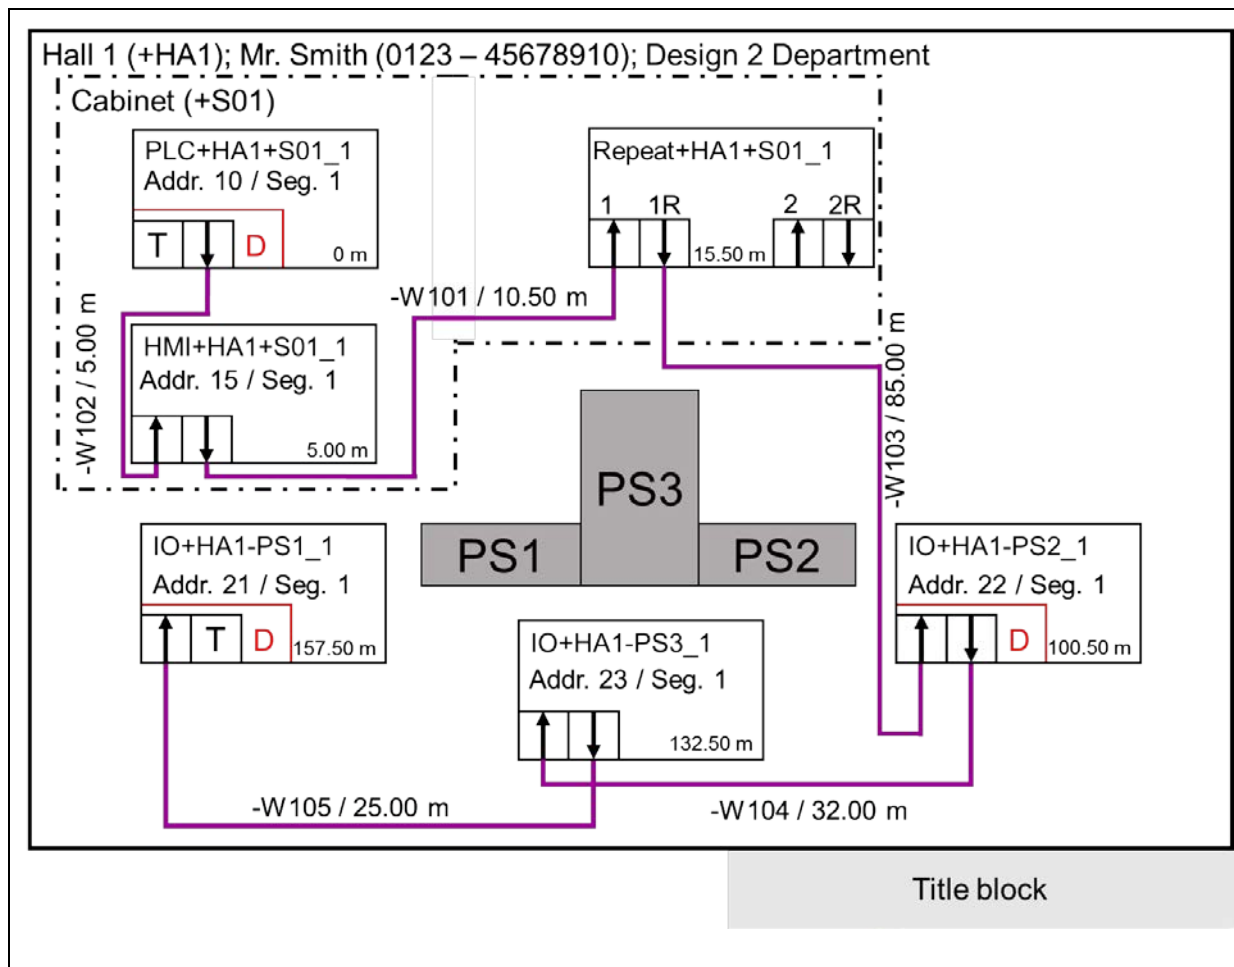 Hall 1 (+HA1); Mr. Smith (0123 – 45678910); Design 2 Department
Cabinet (+S01)
PLC+HA1+S01_1
Addr. 10 / Seg. 1
T
D
0 m
Repeat+HA1+S01_1
1 1R 2 2R
15.50 m
-W101 / 10.50 m
-W102 / 5.00 m
HMI+HA1+S01_1
Addr. 15 / Seg. 1
5.00 m
-W103 / 85.00 m
PS3
PS1
PS2
IO+HA1-PS1_1
Addr. 21 / Seg. 1
T
D
157.50 m
IO+HA1-PS3_1
Addr. 23 / Seg. 1
132.50 m
IO+HA1-PS2_1
Addr. 22 / Seg. 1
D
100.50 m
-W105 / 25.00 m
-W104 / 32.00 m
Title block